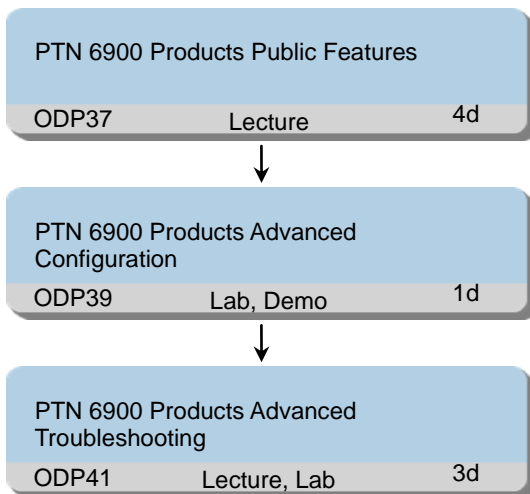 PTN 6900 Products Public Features
ODP37 Lecture 4d
PTN 6900 Products Advanced
Configuration
ODP39 Lab, Demo 1d
PTN 6900 Products Advanced
Troubleshooting
ODP41 Lecture, Lab 3d